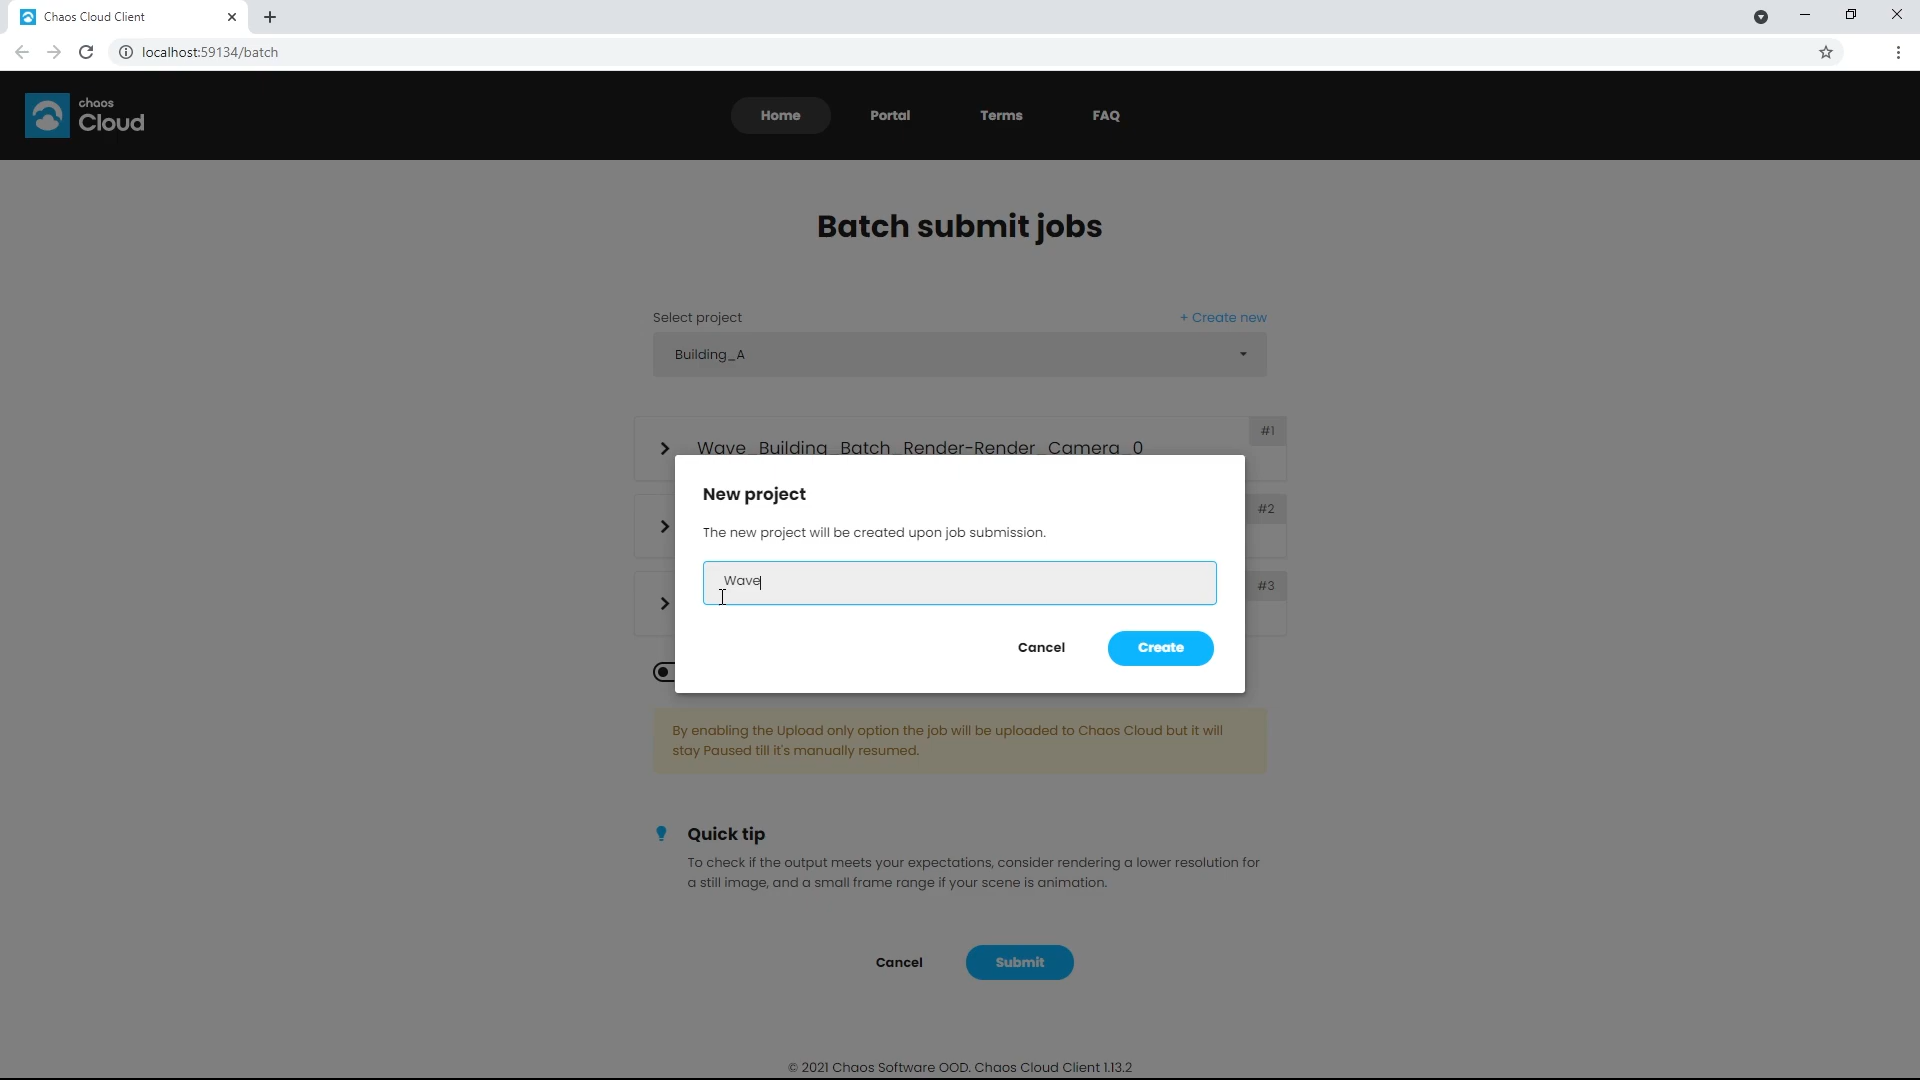 Chaos Cloud Client
localhost:59134/batch
chaos
Cloud
Home
Portal
Terms
FAQ
Batch submit jobs
Select project
+ Create new
Building_A
#1
Wave_Building_Batch_Render-Render_Camera_0
New project
#2
The new project will be created upon job submission.
Wave
#3
Cancel
Create
By enabling the Upload only option the job will be uploaded to Chaos Cloud but it will
stay Paused till it's manually resumed.
Quick tip
To check if the output meets your expectations, consider rendering a lower resolution for
a still image, and a small frame range if your scene is animation.
Cancel
Submit
© 2021 Chaos Software OOD. Chaos Cloud Client 1.13.2